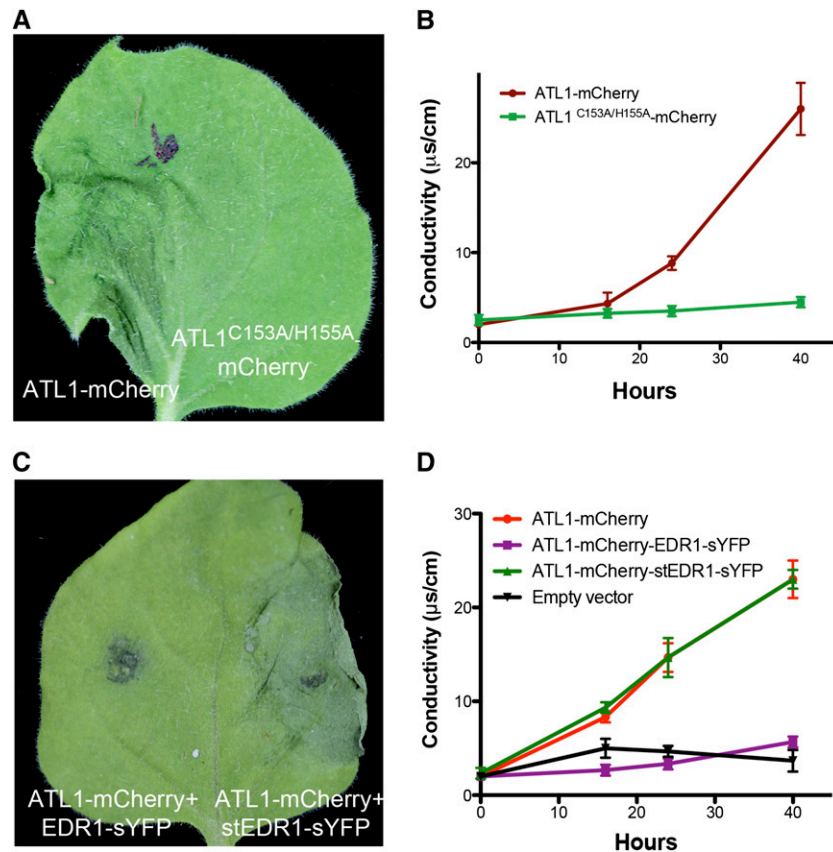 A
ATL1-mCherry
ATL1C153A/H155A-
mCherry
B
Conductivity (µs/cm)
20
10
0
ATL1-mCherry
ATL1 C153A/H155A-mCherry
0 10 20 30 40
Hours
C
ATL1-mCherry+
EDR1-sYFP
ATL1-mCherry+
stEDR1-sYFP
D
Conductivity (µs/cm)
30
20
10
0
ATL1-mCherry
ATL1-mCherry-EDR1-sYFP
ATL1-mCherry-stEDR1-sYFP
Empty vector
0 10 20 30 40
Hours